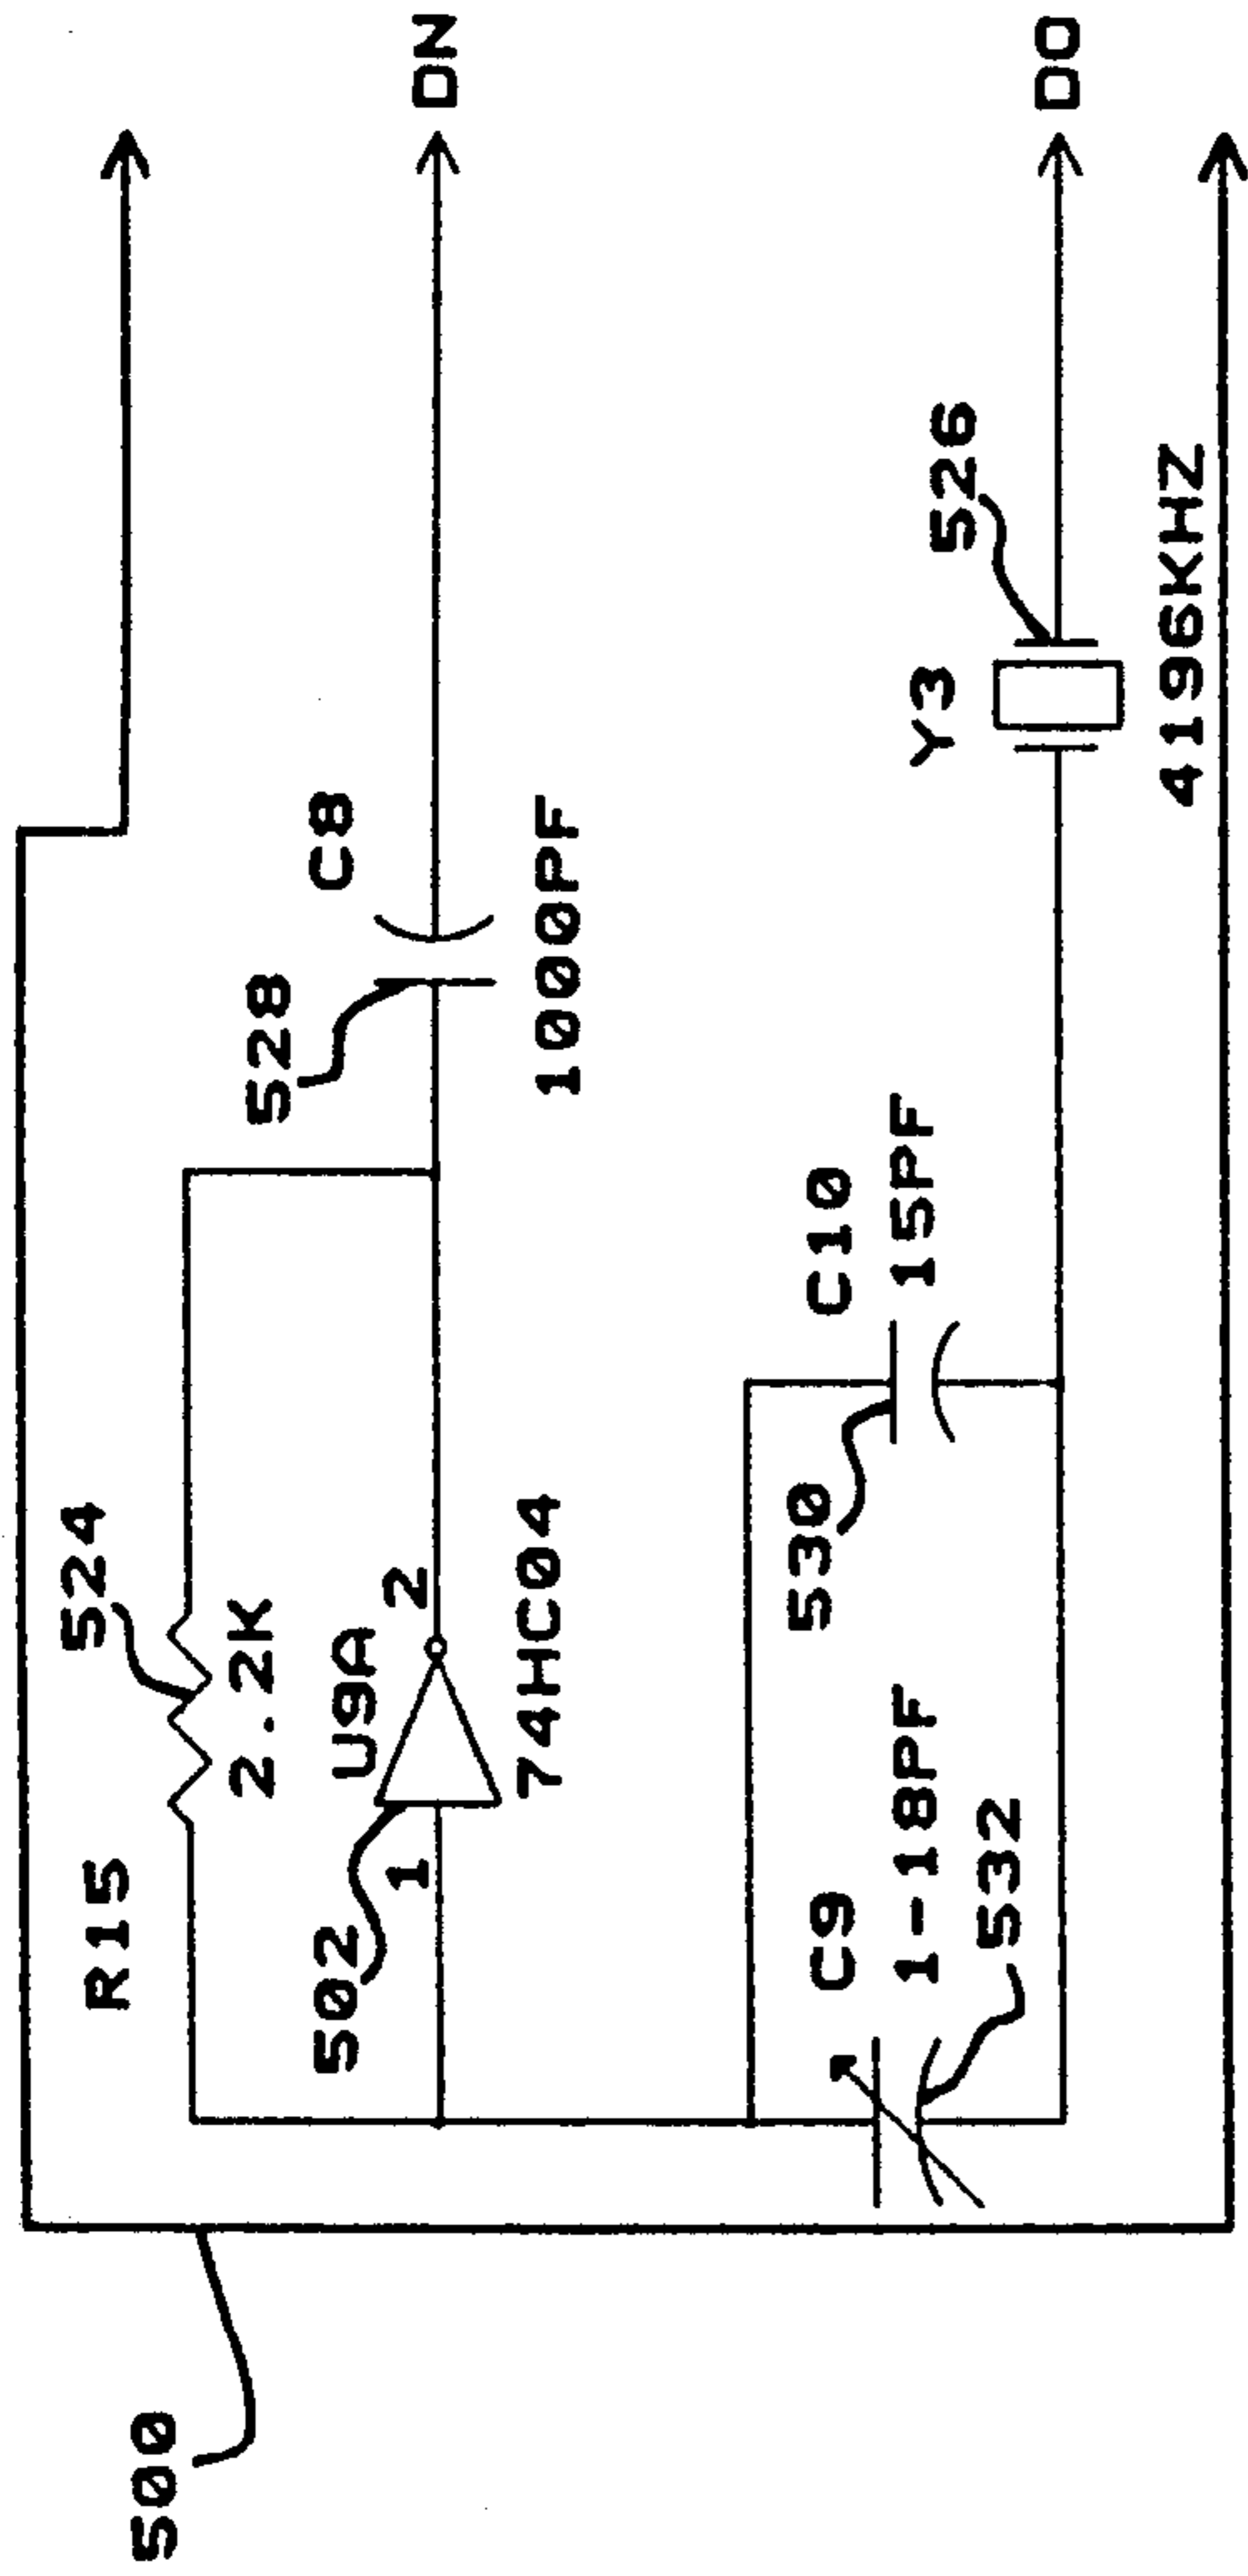 500
R15
524
2.2K
528
C8
502
U9A
1
2
74HC04
1000PF
DN
C9
1-18PF
532
530
C10
15PF
Y3
526
4196KHZ
DO